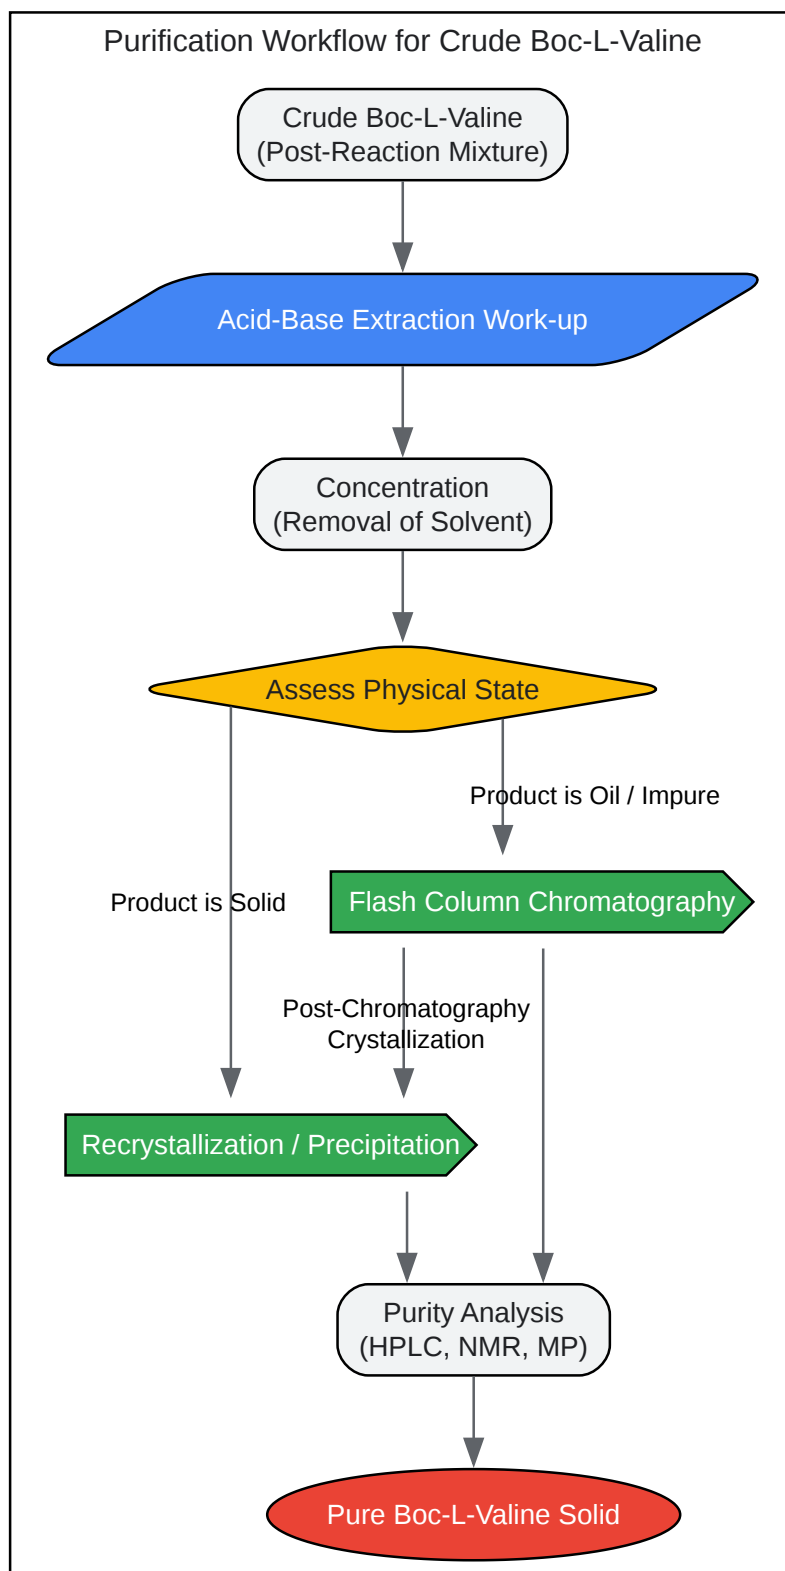 Purification Workflow for Crude Boc-L-Valine
Crude Boc-L-Valine
(Post-Reaction Mixture)
Acid-Base Extraction Work-up
Concentration
(Removal of Solvent)
Assess Physical State
Product is Oil / Impure
Product is Solid
Flash Column Chromatography
Post-Chromatography
Crystallization
Recrystallization / Precipitation
Purity Analysis
(HPLC, NMR, MP)
Pure Boc-L-Valine Solid